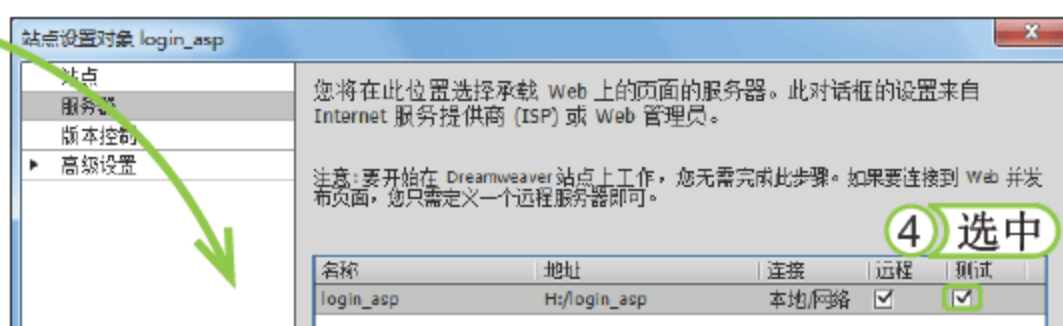 站点设置对象 login_asp
站点
服务器
版本控制
高级设置
您将在此位置选择承载 Web 上的页面的服务器。此对话框的设置来自
Internet 服务提供商 (ISP) 或 Web 管理员。
注意:要开始在 Dreamweaver 站点上工作，您无需完成此步骤。如果要连接到 Web 并发
布页面，您只需定义一个远程服务器即可。
4 选中
名称 地址 连接 远程 测试
login_asp H:/login_asp 本地/网络